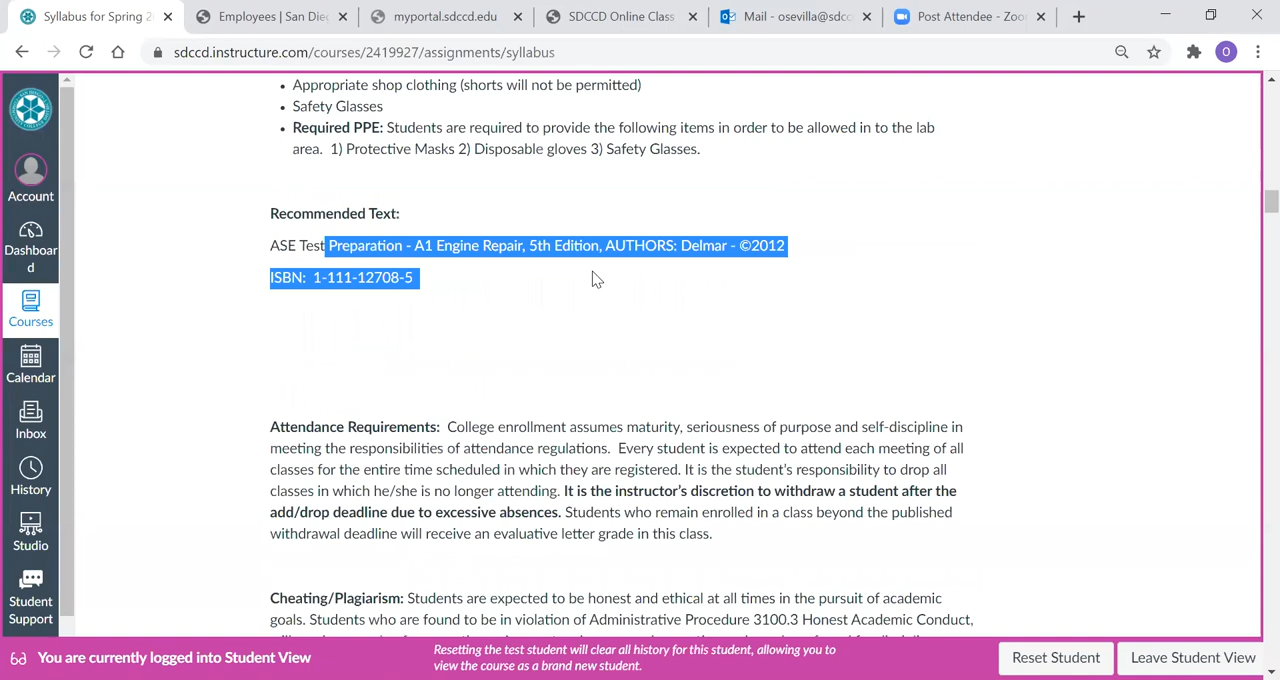 Syllabus for Spring 2
Employees | San Die
myportal.sdccd.edu
SDCCD Online Class
Mail - osevilla@sdcc
Post Attendee - Zoo
sdccd.instructure.com/courses/2419927/assignments/syllabus
O
Account
Dashboar
d
Courses
Calendar
Inbox
History
Studio
Student
Support
• Appropriate shop clothing (shorts will not be permitted)
• Safety Glasses
• Required PPE: Students are required to provide the following items in order to be allowed in to the lab
area. 1) Protective Masks 2) Disposable gloves 3) Safety Glasses.
Recommended Text:
ASE Test Preparation - A1 Engine Repair, 5th Edition, AUTHORS: Delmar - ©2012
ISBN: 1-111-12708-5
Attendance Requirements: College enrollment assumes maturity, seriousness of purpose and self-discipline in
meeting the responsibilities of attendance regulations. Every student is expected to attend each meeting of all
classes for the entire time scheduled in which they are registered. It is the student's responsibility to drop all
classes in which he/she is no longer attending. It is the instructor's discretion to withdraw a student after the
add/drop deadline due to excessive absences. Students who remain enrolled in a class beyond the published
withdrawal deadline will receive an evaluative letter grade in this class.
Cheating/Plagiarism: Students are expected to be honest and ethical at all times in the pursuit of academic
goals. Students who are found to be in violation of Administrative Procedure 3100.3 Honest Academic Conduct,
You are currently logged into Student View
Resetting the test student will clear all history for this student, allowing you to
view the course as a brand new student.
Reset Student
Leave Student View